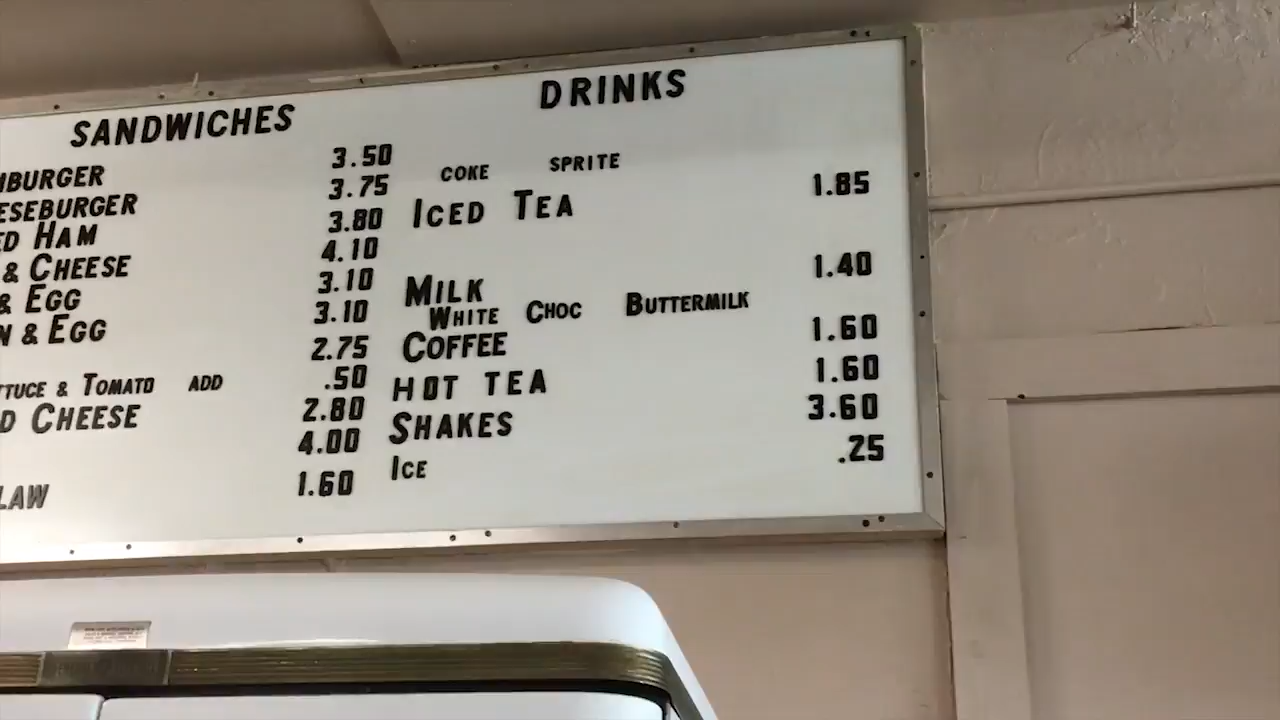 SANDWICHES
BURGER 3.50
ESEBURGER 3.75
ED HAM 3.80
& CHEESE 4.10
& EGG 3.10
N & EGG 3.10
2.75
TTUCE & TOMATO ADD .50
D CHEESE 2.80
4.00
LAW 1.60
DRINKS
COKE SPRITE
ICED TEA 1.85
MILK 1.40
WHITE CHOC BUTTERMILK
COFFEE 1.60
HOT TEA 1.60
SHAKES 3.60
ICE .25